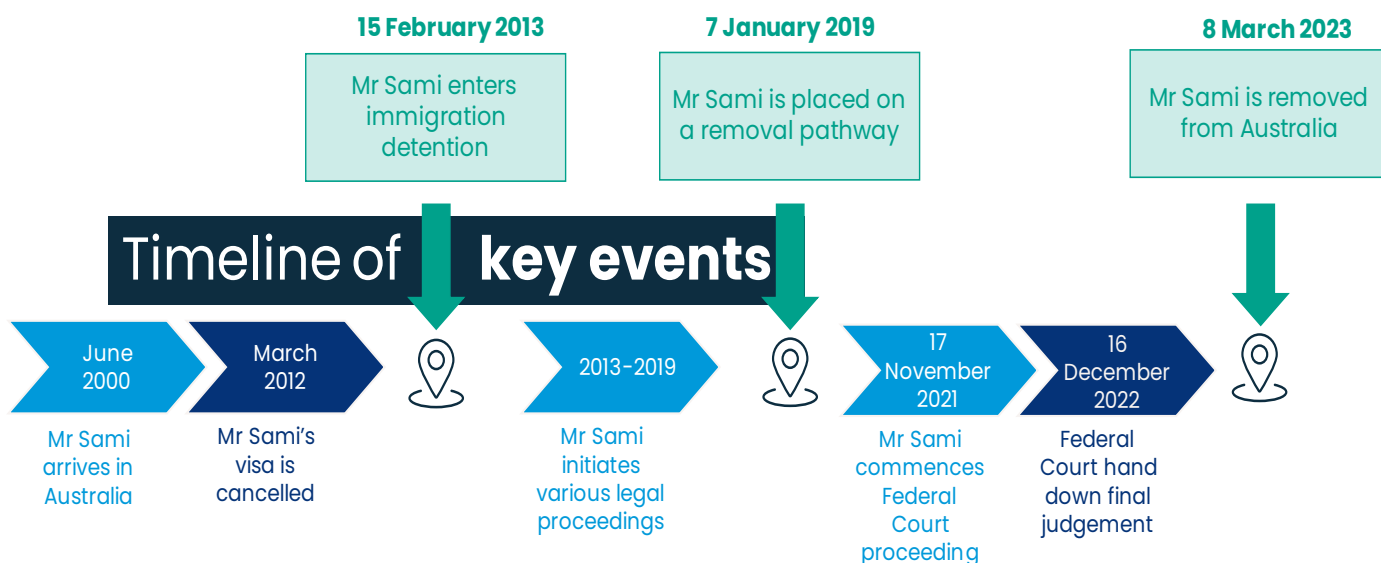 15 February 2013
7 January 2019
8 March 2023
Mr Sami enters
immigration
detention
Mr Sami is placed on
a removal pathway
Mr Sami is removed
from Australia
Timeline of key events
June
2000
March
2012
2013-2019
17
November
2021
16
December
2022
Mr Sami
arrives in
Australia
Mr Sami’s
visa is
cancelled
Mr Sami
initiates
various legal
proceedings
Mr Sami
commences
Federal
Court
proceeding
Federal
Court hand
down final
judgement